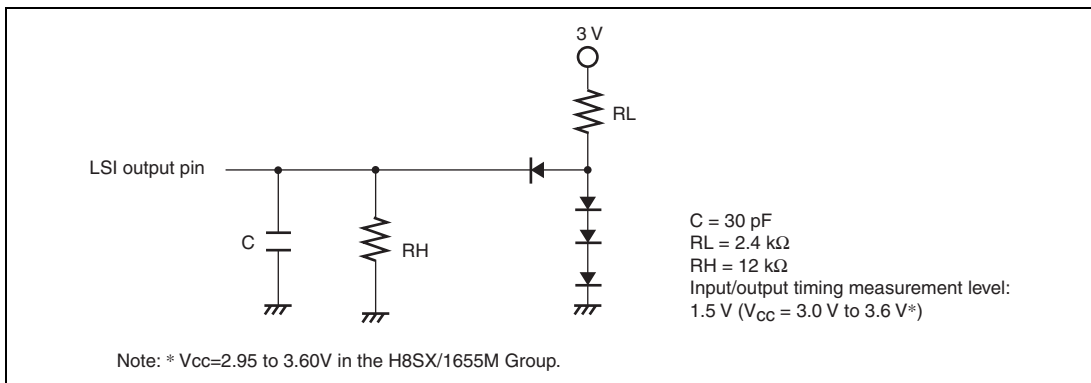 3 V
RL
LSI output pin
C
RH
C = 30 pF
RL = 2.4 kΩ
RH = 12 kΩ
Input/output timing measurement level:
1.5 V (VCC = 3.0 V to 3.6 V*)
Note: * Vcc=2.95 to 3.60V in the H8SX/1655M Group.